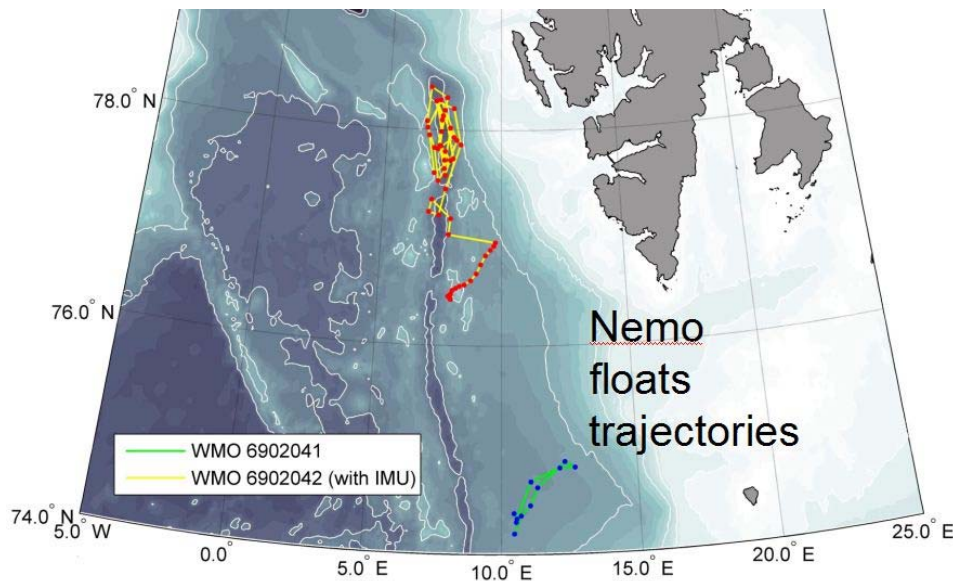 78.0° N
76.0° N
74.0° N
Nemo
floats
trajectories
WMO 6902041
WMO 6902042 (with IMU)
5.0° W
0.0° E
5.0° E
10.0° E
15.0° E
20.0° E
25.0° E